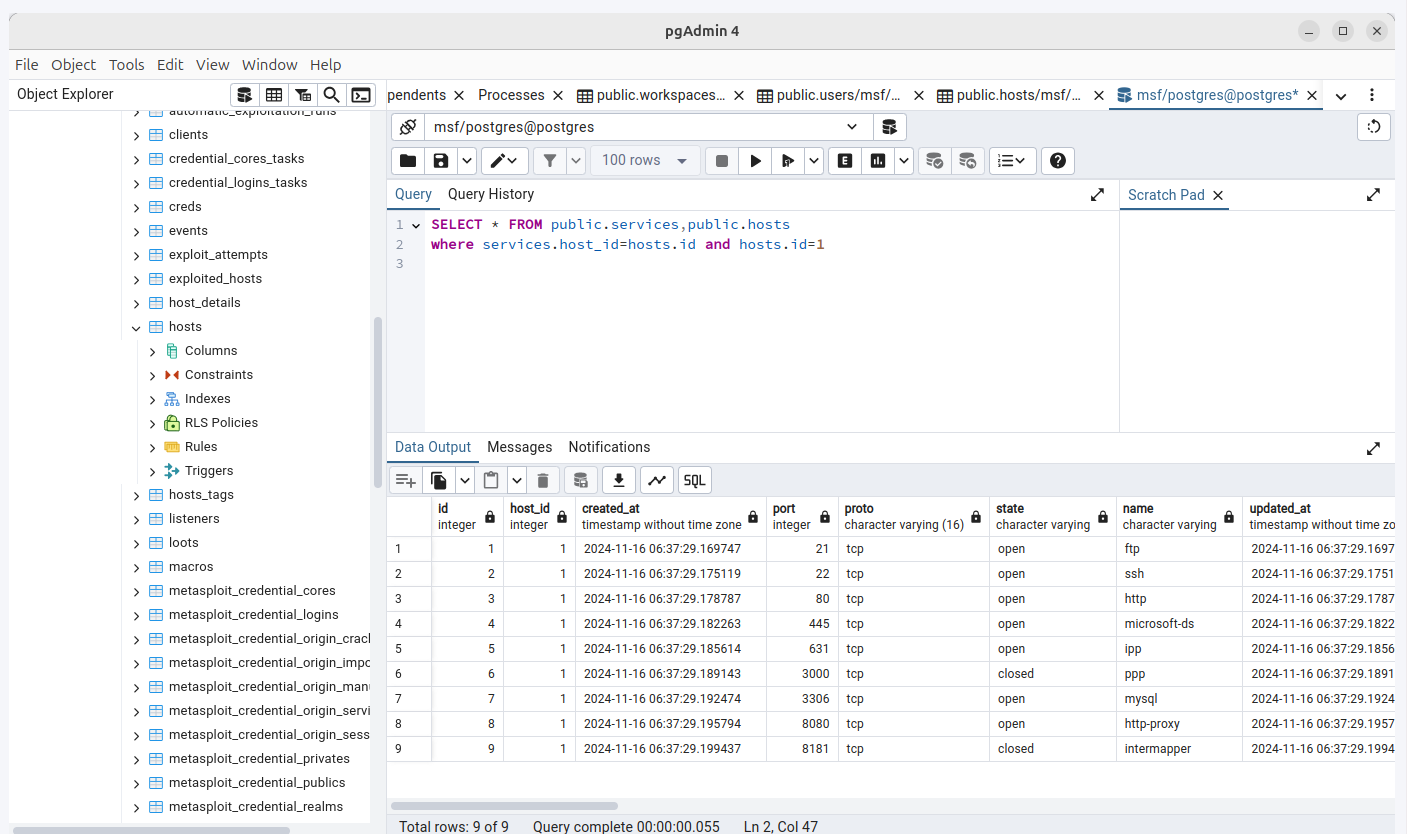 pgAdmin 4
File Object Tools Edit View Window Help
Object Explorer
automatic_exploitation_runs
clients
credential_cores_tasks
credential_logins_tasks
creds
events
exploit_attempts
exploited_hosts
host_details
hosts
Columns
Constraints
Indexes
RLS Policies
Rules
Triggers
hosts_tags
listeners
loots
macros
metasploit_credential_cores
metasploit_credential_logins
metasploit_credential_origin_crac
metasploit_credential_origin_impo
metasploit_credential_origin_man
metasploit_credential_origin_servi
metasploit_credential_origin_sess
metasploit_credential_privates
metasploit_credential_publics
metasploit_credential_realms
pendents Processes public.workspaces... public.users/msf/... public.hosts/msf/... msf/postgres@postgres*
msf/postgres@postgres
100 rows
E
Query Query History
Scratch Pad
1 SELECT * FROM public.services,public.hosts
2 where services.host_id=hosts.id and hosts.id=1
3
Data Output Messages Notifications
SQL
id host_id created_at port proto state name updated_at
integer integer timestamp without time zone integer character varying (16) character varying character varying timestamp without time zo
1 1 1 2024-11-16 06:37:29.169747 21 tcp open ftp 2024-11-16 06:37:29.1697
2 2 1 2024-11-16 06:37:29.175119 22 tcp open ssh 2024-11-16 06:37:29.1751
3 3 1 2024-11-16 06:37:29.178787 80 tcp open http 2024-11-16 06:37:29.1787
4 4 1 2024-11-16 06:37:29.182263 445 tcp open microsoft-ds 2024-11-16 06:37:29.1822
5 5 1 2024-11-16 06:37:29.185614 631 tcp open ipp 2024-11-16 06:37:29.1856
6 6 1 2024-11-16 06:37:29.189143 3000 tcp closed ppp 2024-11-16 06:37:29.1891
7 7 1 2024-11-16 06:37:29.192474 3306 tcp open mysql 2024-11-16 06:37:29.1924
8 8 1 2024-11-16 06:37:29.195794 8080 tcp open http-proxy 2024-11-16 06:37:29.1957
9 9 1 2024-11-16 06:37:29.199437 8181 tcp closed intermapper 2024-11-16 06:37:29.1994
Total rows: 9 of 9 Query complete 00:00:00.055 Ln 2, Col 47